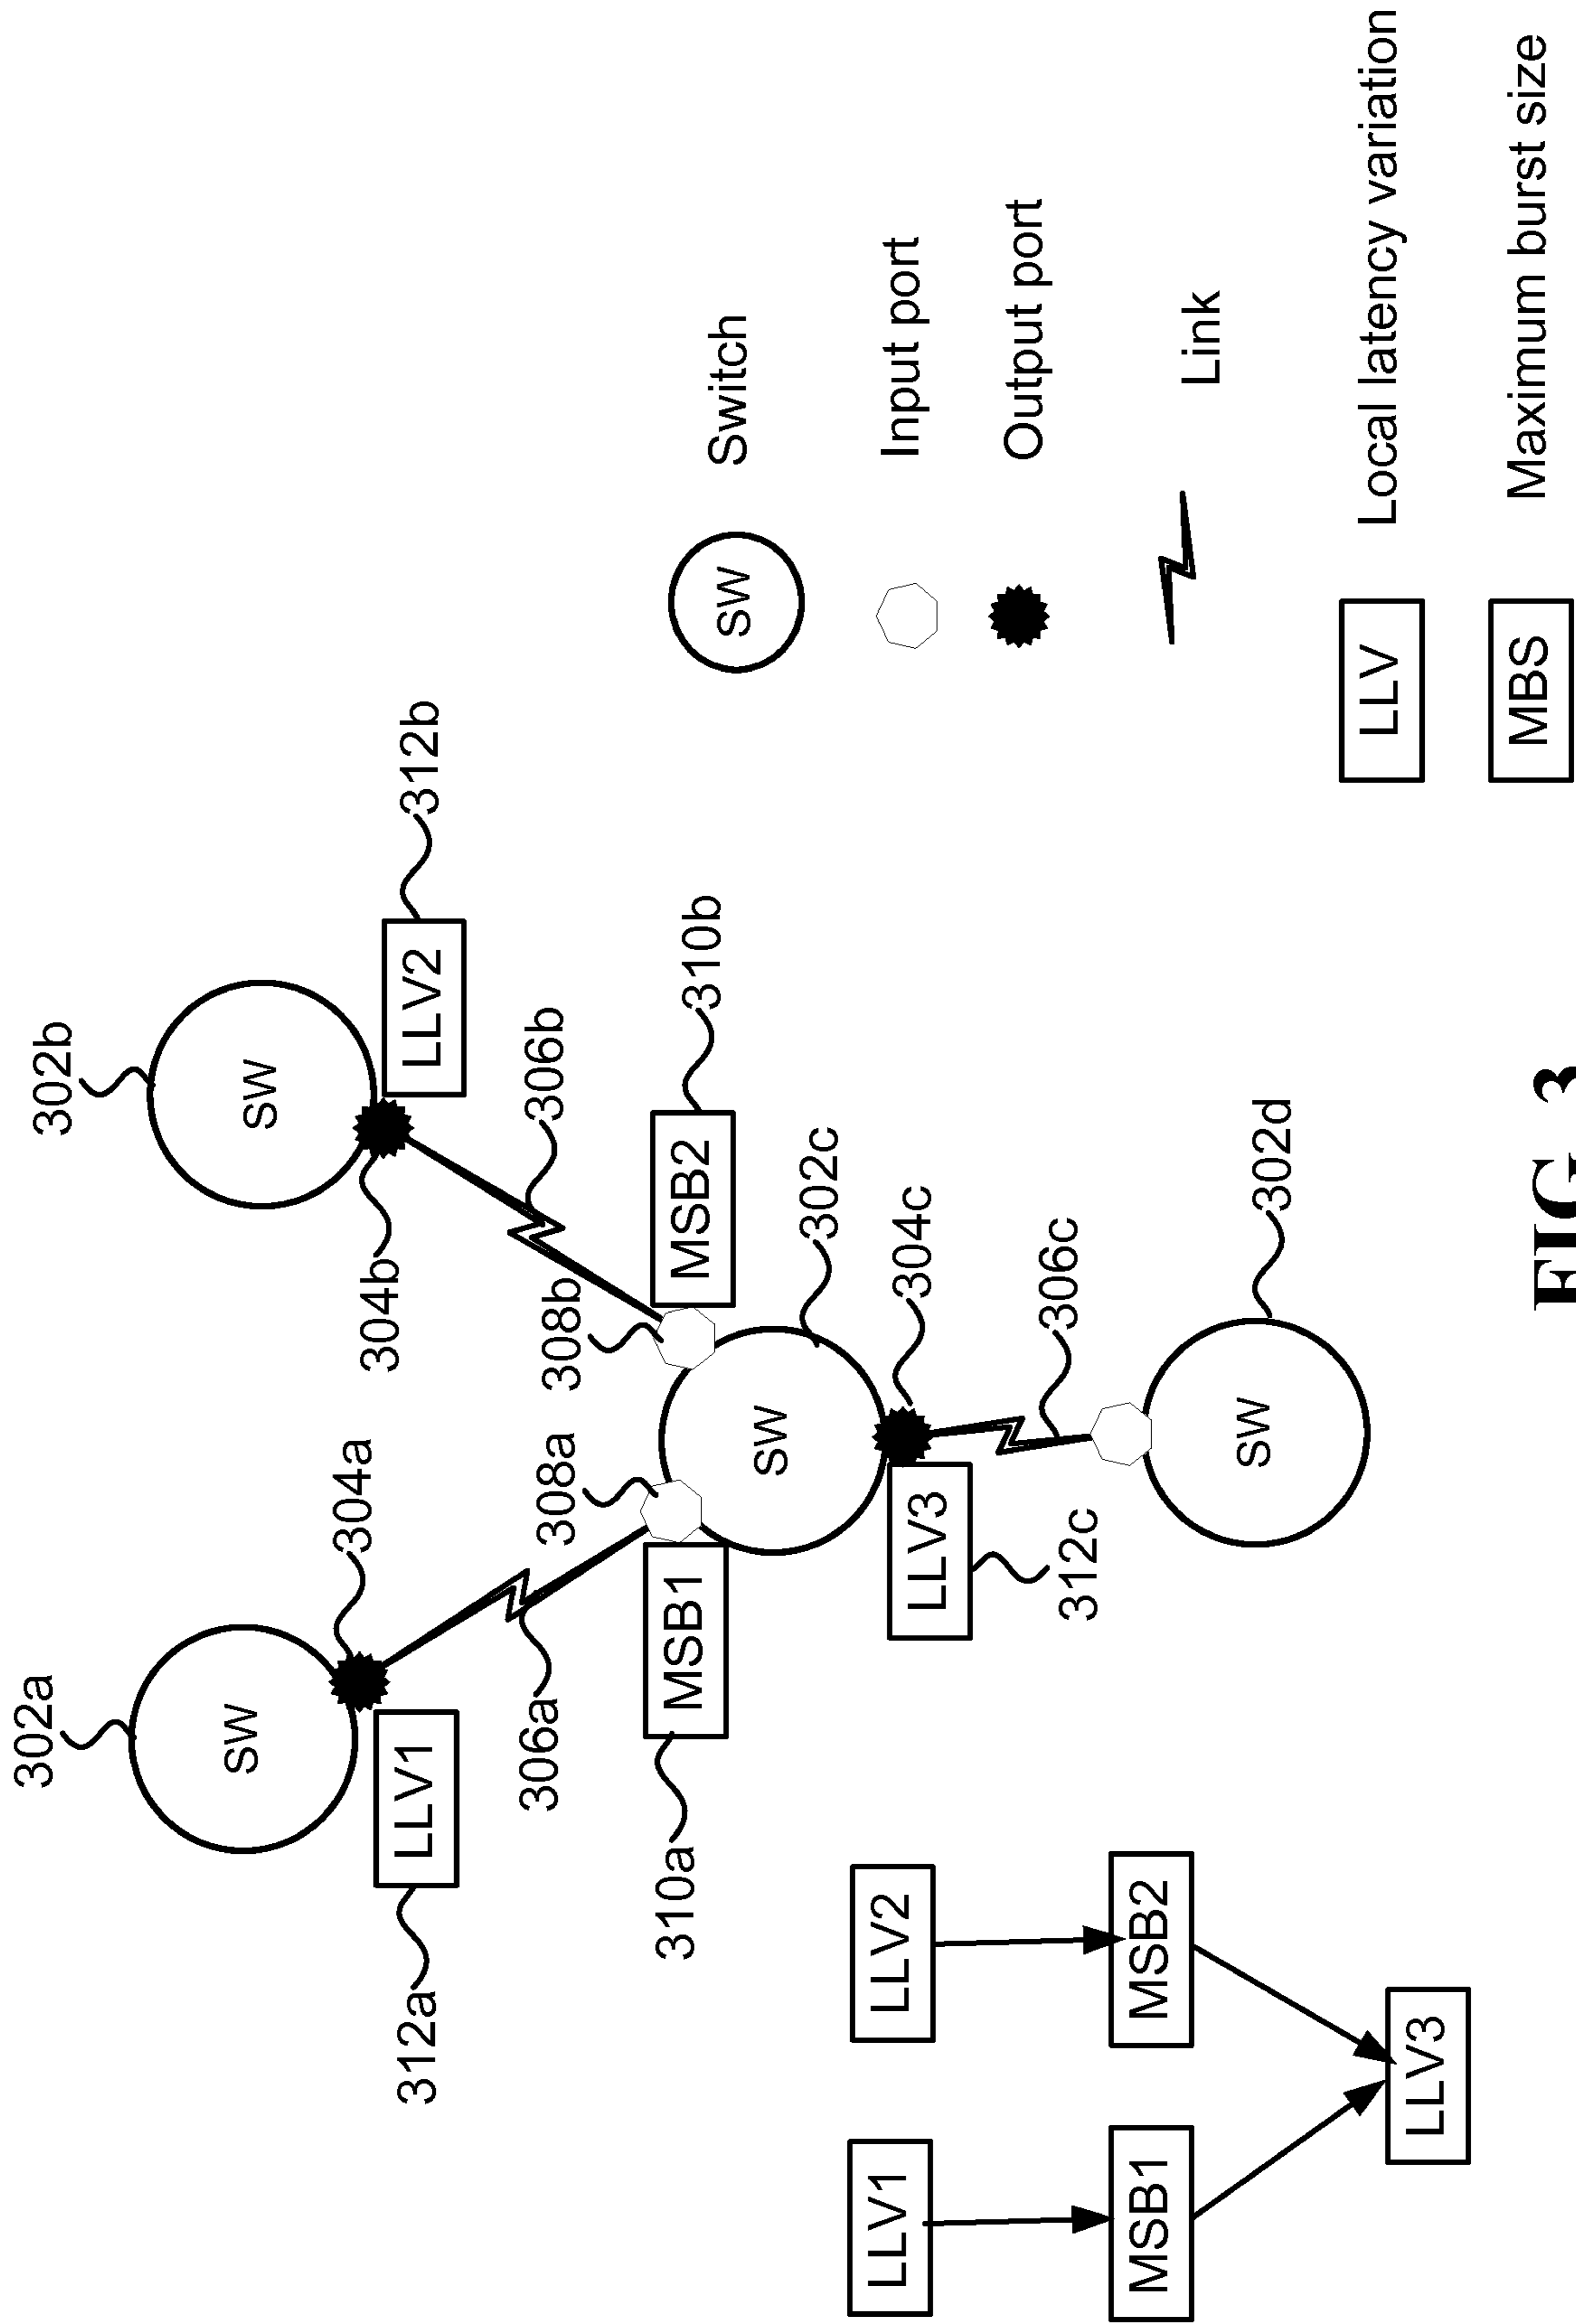 302a
302b
SW
SW
304a
304b
312a
LLV1
LLV2
312b
306a
306b
308a
308b
310a
MSB1
MSB2
310b
SW
302c
LLV3
304c
312c
306c
SW
302d
LLV1
LLV2
MSB1
MSB2
LLV3
SW Switch
Input port
Output port
Link
LLV Local latency variation
MBS Maximum burst size
FIG 3